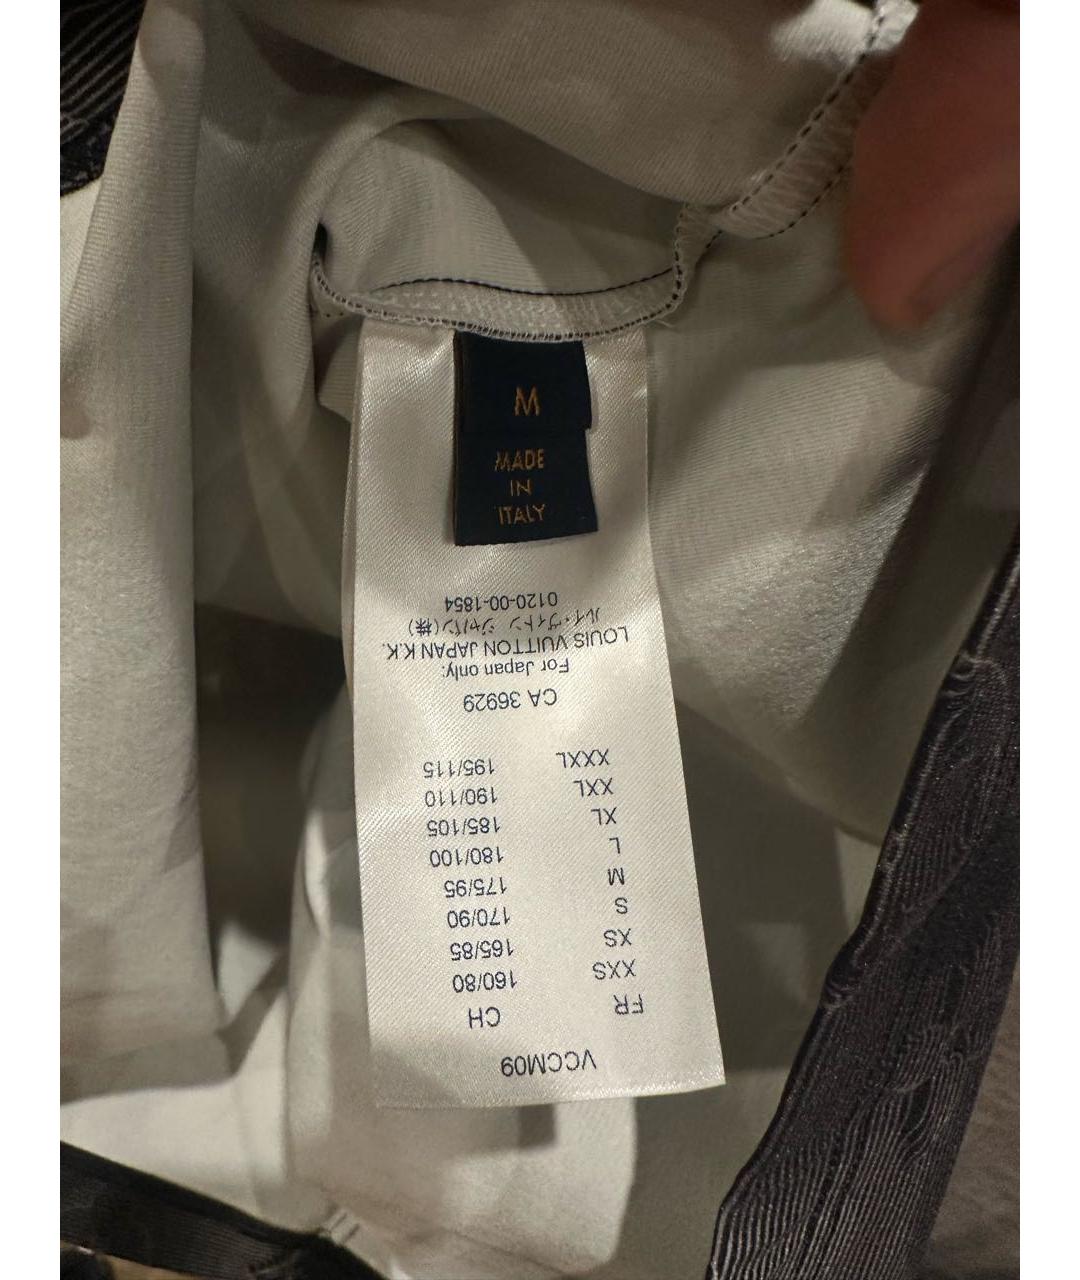 M
MADE
IN
ITALY
VCCM09
FR CH
XXS 160/80
XS 165/85
S 170/90
M 175/95
L 180/100
XL 185/105
XXL 190/110
XXXL 195/115
CA 36929
For Japan only:
LOUIS VUITTON JAPAN K.K.
ルイ・ヴィトン ジャパン(株)
0120-00-1854